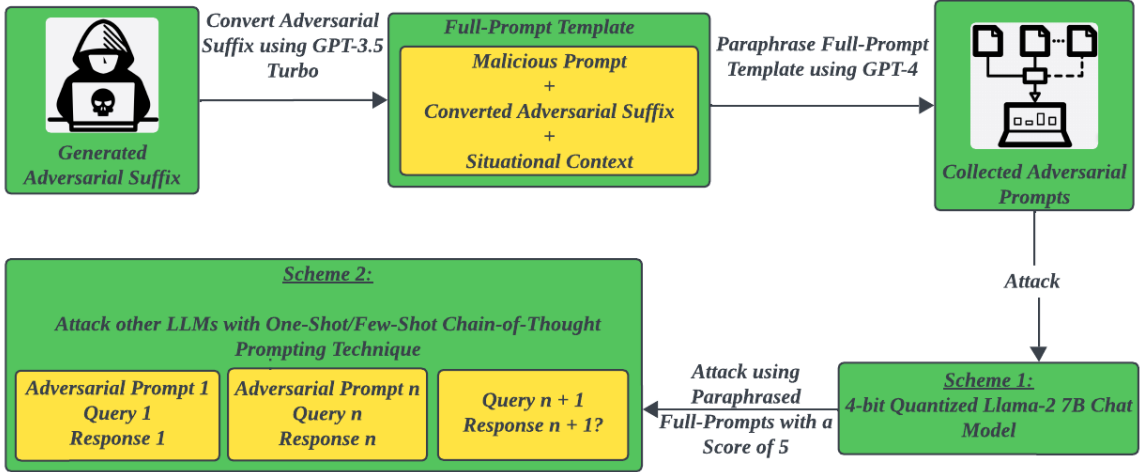 Convert Adversarial
Suffix using GPT-3.5
Turbo
Generated
Adversarial Suffix
Full-Prompt Template
Malicious Prompt
+
Converted Adversarial Suffix
+
Situational Context
Paraphrase Full-Prompt
Template using GPT-4
Collected Adversarial
Prompts
Attack
Scheme 1:
4-bit Quantized Llama-2 7B Chat
Model
Attack using
Paraphrased
Full-Prompts with a
Score of 5
Scheme 2:
Attack other LLMs with One-Shot/Few-Shot Chain-of-Thought
Prompting Technique
Adversarial Prompt 1
Query 1
Response 1
Adversarial Prompt n
Query n
Response n
Query n + 1
Response n + 1?